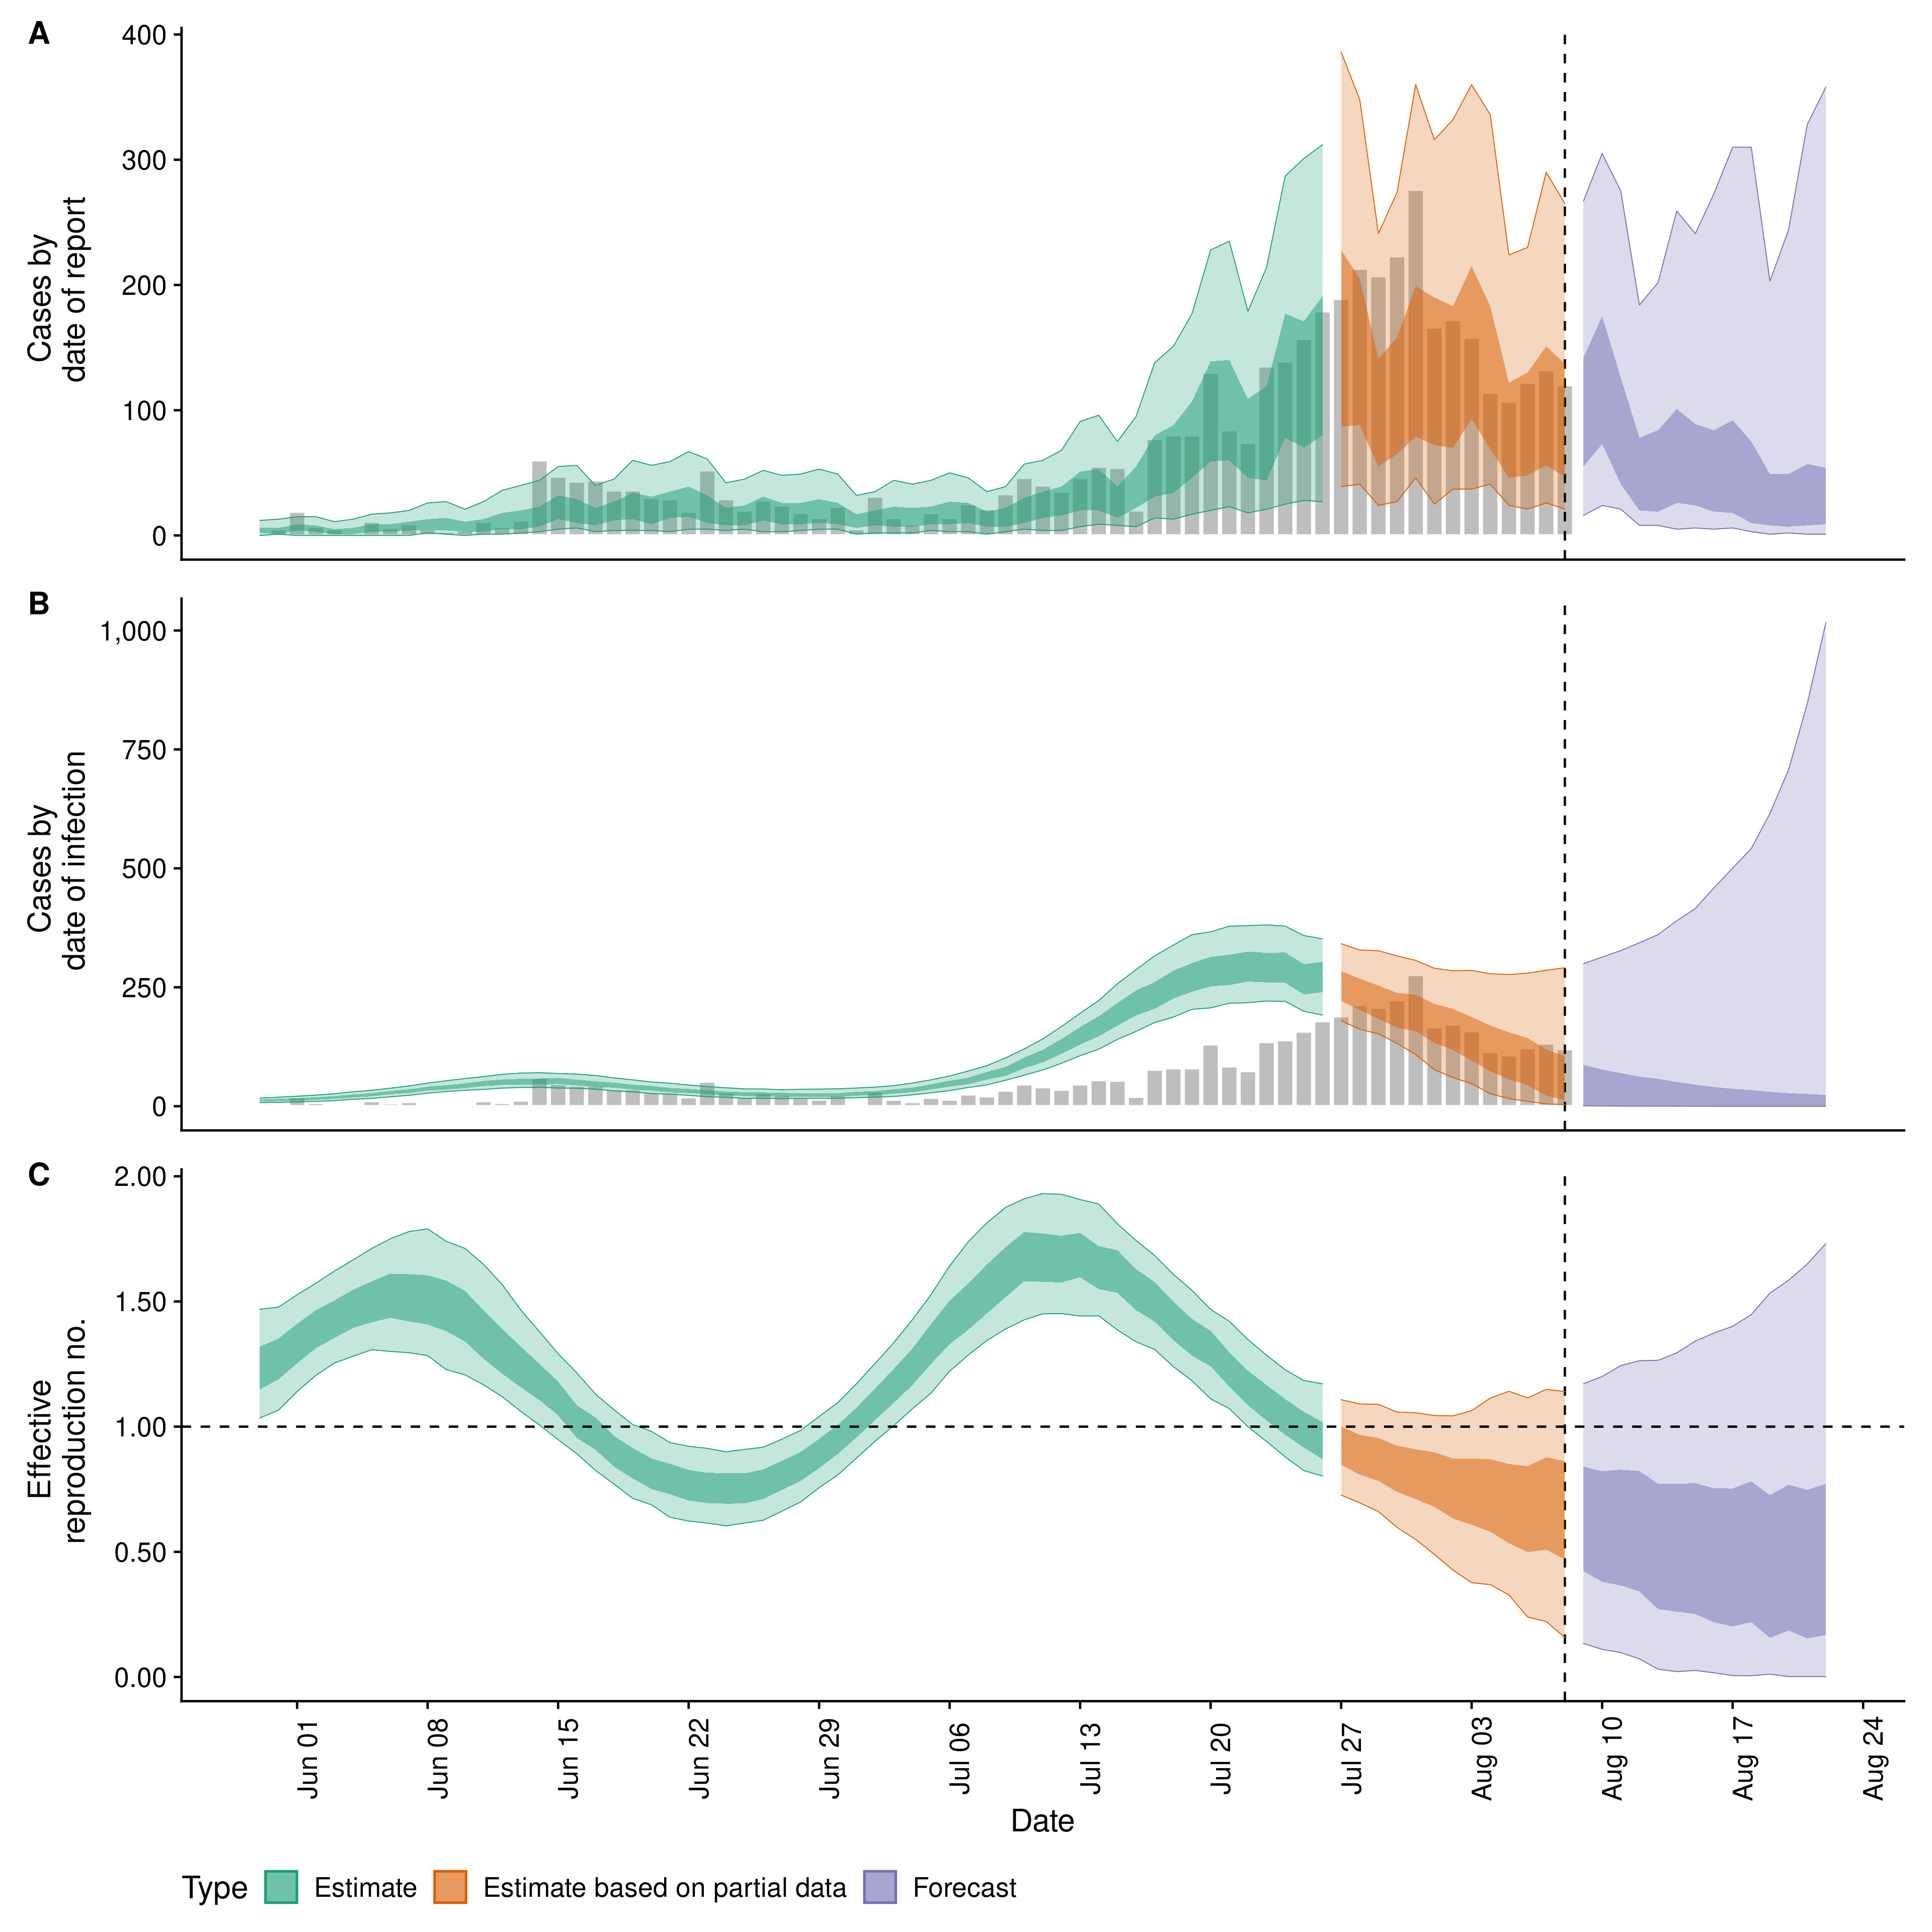 A
400
300
200
100
0
Cases by
date of report
B
1,000
750
500
250
0
Cases by
date of infection
C
2.00
1.50
1.00
0.50
0.00
Effective
reproduction no.
Jun 01
Jun 08
Jun 15
Jun 22
Jun 29
Jul 06
Jul 13
Jul 20
Jul 27
Aug 03
Aug 10
Aug 17
Aug 24
Date
Type Estimate Estimate based on partial data Forecast